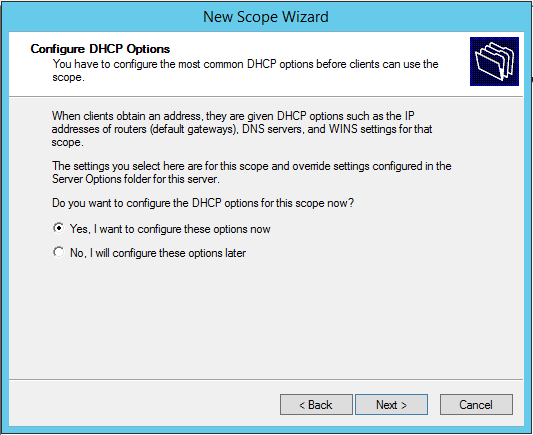 New Scope Wizard
Configure DHCP Options
You have to configure the most common DHCP options before clients can use the
scope.
When clients obtain an address, they are given DHCP options such as the IP
addresses of routers (default gateways), DNS servers, and WINS settings for that
scope.
The settings you select here are for this scope and override settings configured in the
Server Options folder for this server.
Do you want to configure the DHCP options for this scope now?
Yes, I want to configure these options now
No, I will configure these options later
< Back
Next >
Cancel